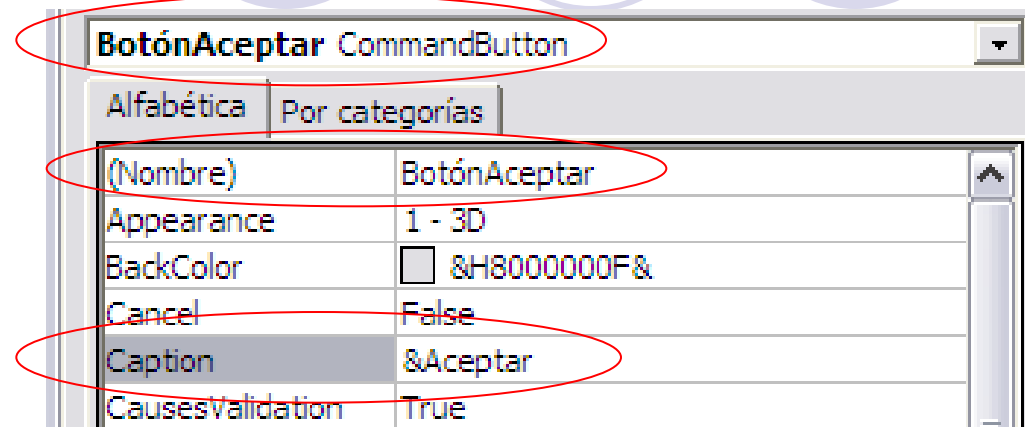 BotónAceptar CommandButton
Alfabética Por categorías
(Nombre) BotónAceptar
Appearance 1 - 3D
BackColor &H8000000F&
Cancel False
Caption &Aceptar
CausesValidation True